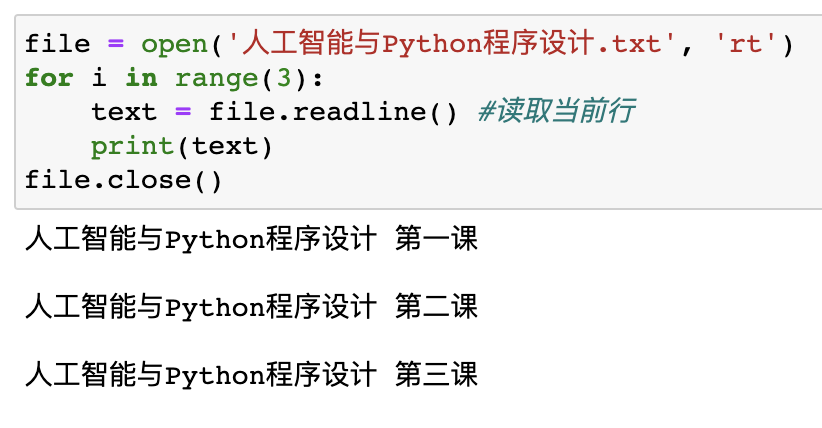 file = open('人工智能与Python程序设计.txt', 'rt')
for i in range(3):
    text = file.readline() #读取当前行
    print(text)
file.close()
人工智能与Python程序设计 第一课
人工智能与Python程序设计 第二课
人工智能与Python程序设计 第三课